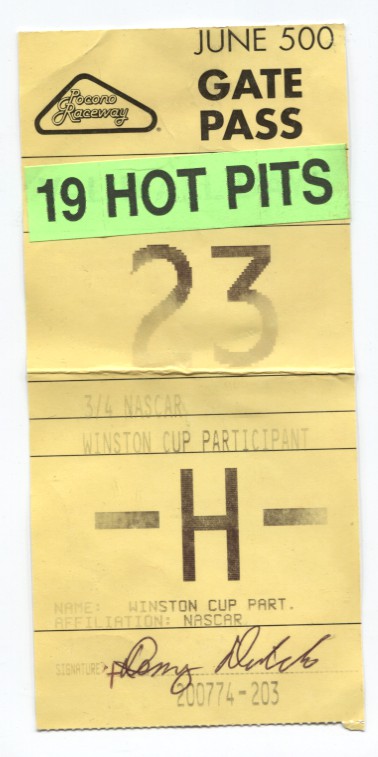 JUNE 500
Pocono
Raceway
GATE
PASS
19 HOT PITS
23
3/4 NASCAR
WINSTON CUP PARTICIPANT
-H-
NAME: WINSTON CUP PART.
AFFILIATION: NASCAR
SIGNATURE:
200774-203